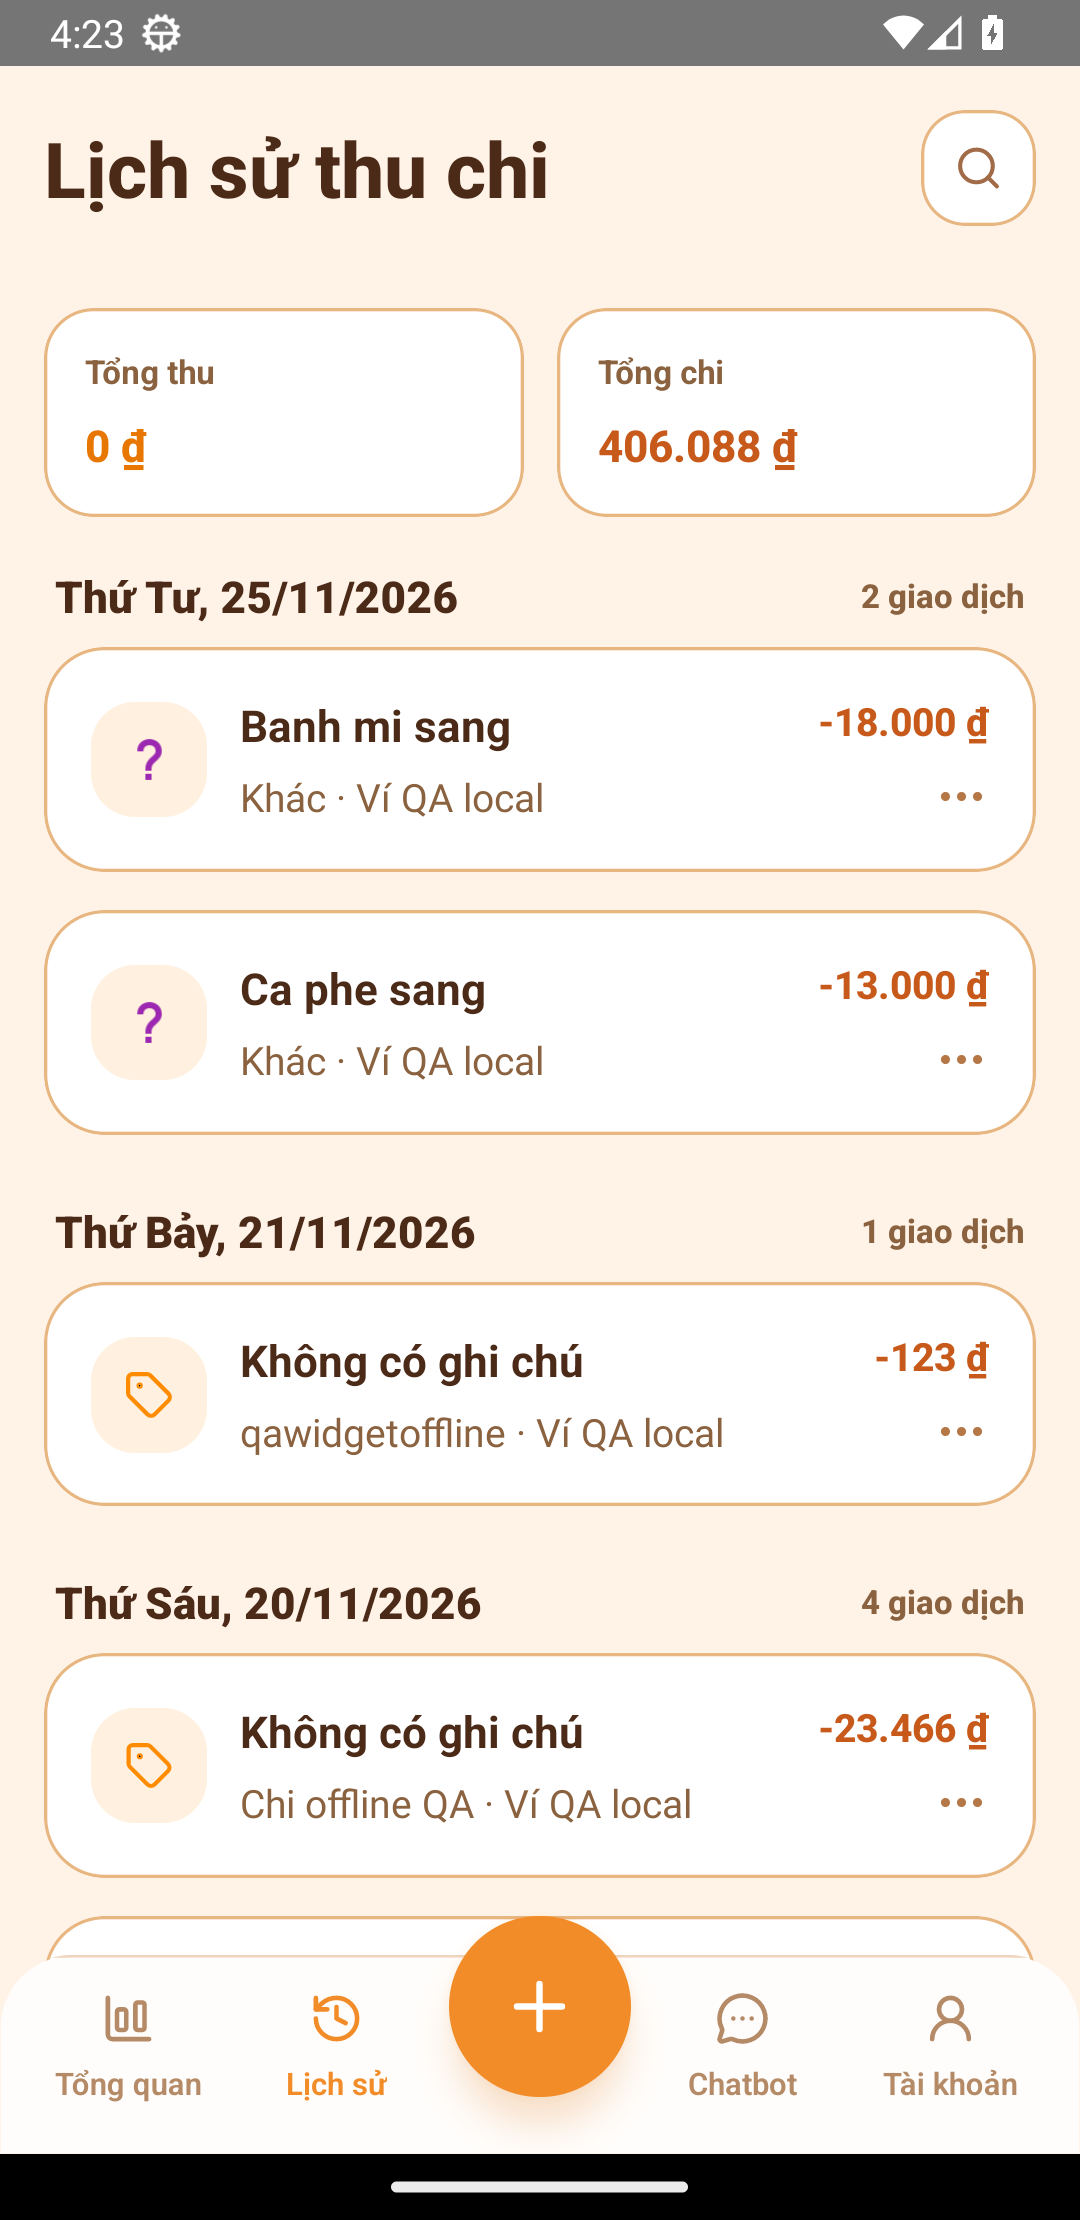 4:23
Lịch sử thu chi
Tổng thu
0 ₫
Tổng chi
406.088 ₫
Thứ Tư, 25/11/2026
2 giao dịch
?
Banh mi sang
-18.000 ₫
Khác · Ví QA local
?
Ca phe sang
-13.000 ₫
Khác · Ví QA local
Thứ Bảy, 21/11/2026
1 giao dịch
Không có ghi chú
-123 ₫
qawidgetoffline · Ví QA local
Thứ Sáu, 20/11/2026
4 giao dịch
Không có ghi chú
-23.466 ₫
Chi offline QA · Ví QA local
Tổng quan
Lịch sử
Chatbot
Tài khoản